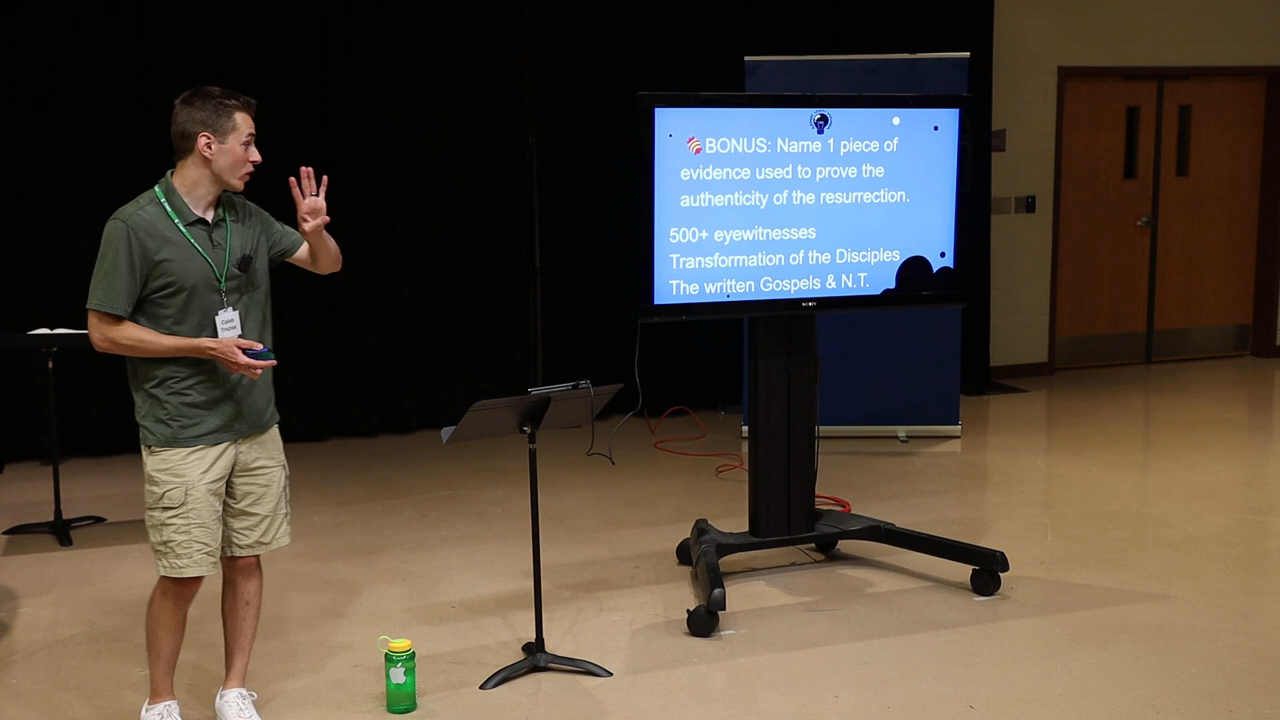 BONUS: Name 1 piece of
evidence used to prove the
authenticity of the resurrection.
500+ eyewitnesses
Transformation of the Disciples
The written Gospels & N.T.
Caleb